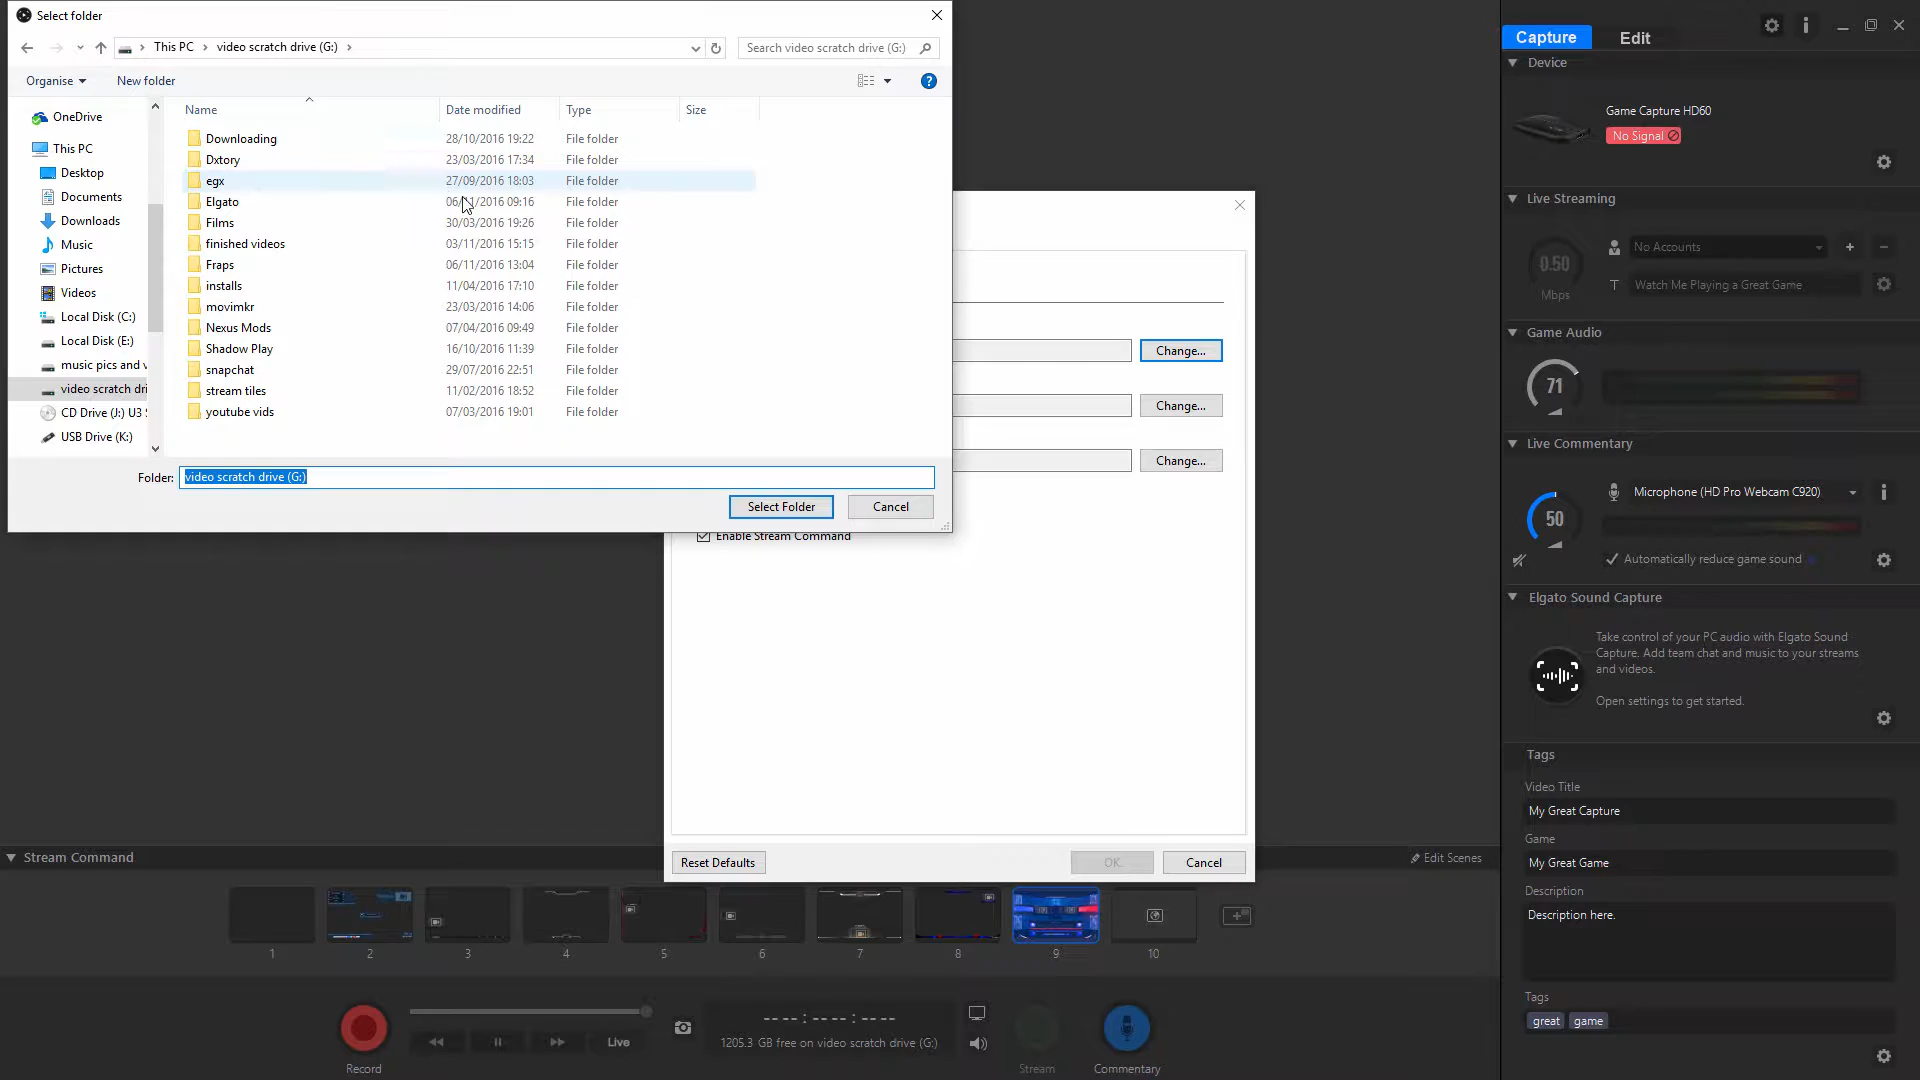 Select folder
This PC
video scratch drive (G:)
Search video scratch drive (G:)
Organise
New folder
Name
Date modified
Type
Size
OneDrive
This PC
Desktop
Documents
Downloads
Music
Pictures
Videos
Local Disk (C:)
Local Disk (E:)
music pics and v
video scratch dri
CD Drive (J:) U3 S
USB Drive (K:)
Downloading 28/10/2016 19:22 File folder
Dxtory 23/03/2016 17:34 File folder
egx 27/09/2016 18:03 File folder
Elgato 06/11/2016 09:16 File folder
Films 30/03/2016 19:26 File folder
finished videos 03/11/2016 15:15 File folder
Fraps 06/11/2016 13:04 File folder
installs 11/04/2016 17:10 File folder
movimkr 23/03/2016 14:06 File folder
Nexus Mods 07/04/2016 09:49 File folder
Shadow Play 16/10/2016 11:39 File folder
snapchat 29/07/2016 22:51 File folder
stream tiles 11/02/2016 18:52 File folder
youtube vids 07/03/2016 19:01 File folder
Folder: video scratch drive (G:)
Select Folder
Cancel
Change...
Change...
Change...
Enable Stream Command
Reset Defaults
OK
Cancel
Capture
Edit
Device
Game Capture HD60
No Signal
Live Streaming
0.50
Mbps
No Accounts
T Watch Me Playing a Great Game
Game Audio
71
Live Commentary
50
Microphone (HD Pro Webcam C920)
Automatically reduce game sound
Elgato Sound Capture
Take control of your PC audio with Elgato Sound
Capture. Add team chat and music to your streams
and videos.
Open settings to get started.
Tags
Video Title
My Great Capture
Game
My Great Game
Description
Description here.
Tags
great game
Stream Command
Edit Scenes
1 2 3 4 5 6 7 8 9 10
Record
Live
---- : ---- : ----
1205.3 GB free on video scratch drive (G:)
Stream
Commentary